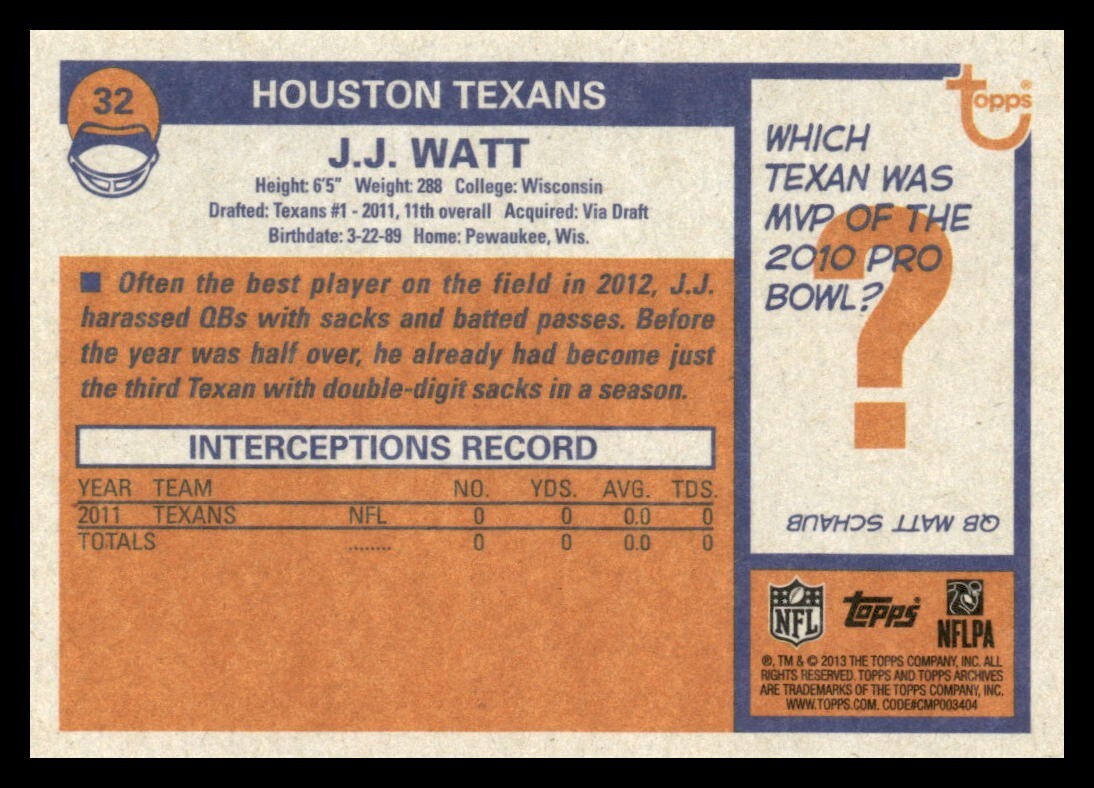 32
HOUSTON TEXANS
J.J. WATT
Height: 6'5" Weight: 288 College: Wisconsin
Drafted: Texans #1 - 2011, 11th overall Acquired: Via Draft
Birthdate: 3-22-89 Home: Pewaukee, Wis.
■ Often the best player on the field in 2012, J.J.
harassed QBs with sacks and batted passes. Before
the year was half over, he already had become just
the third Texan with double-digit sacks in a season.
INTERCEPTIONS RECORD
YEAR TEAM NO. YDS. AVG. TDS.
2011 TEXANS NFL 0 0 0.0 0
TOTALS ........ 0 0 0.0 0
Topps®
WHICH
TEXAN WAS
MVP OF THE
2010 PRO
BOWL?
?
QB MATT SCHAUB
NFL Topps® NFLPA
®, TM & © 2013 THE TOPPS COMPANY, INC. ALL
RIGHTS RESERVED. TOPPS AND TOPPS ARCHIVES
ARE TRADEMARKS OF THE TOPPS COMPANY, INC.
WWW.TOPPS.COM. CODE#CMP003404